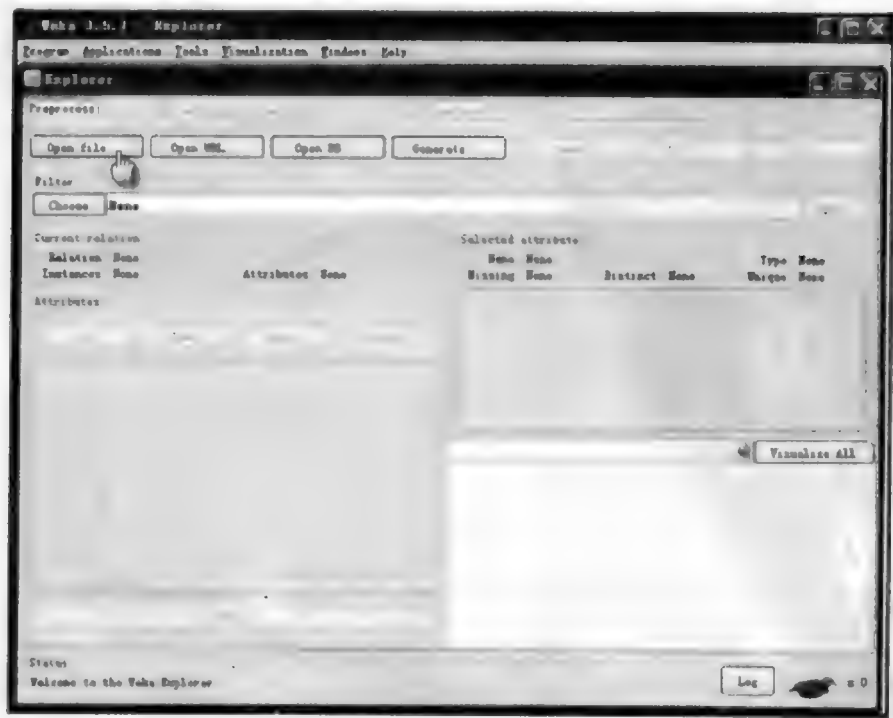 Weka 3.5. Explorer
Program Applications Tools Visualization Windows Help
Explorer
Preprocess
Open file Open URL. Open DB Generate
Filter
Choose None
Current relation Selected attribute
Relation None Name None Type None
Instances None Attributes None Missing None Distinct None Unique None
Attributes
Visualize All
Status
Welcome to the Weka Explorer Log x 0